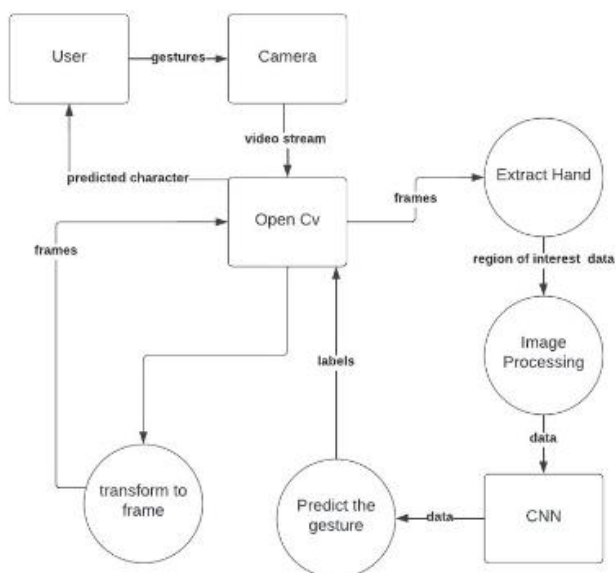 User
gestures
Camera
video stream
predicted character
Open Cv
frames
Extract Hand
frames
region of interest data
Image
Processing
labels
data
transform to
frame
Predict the
gesture
data
CNN